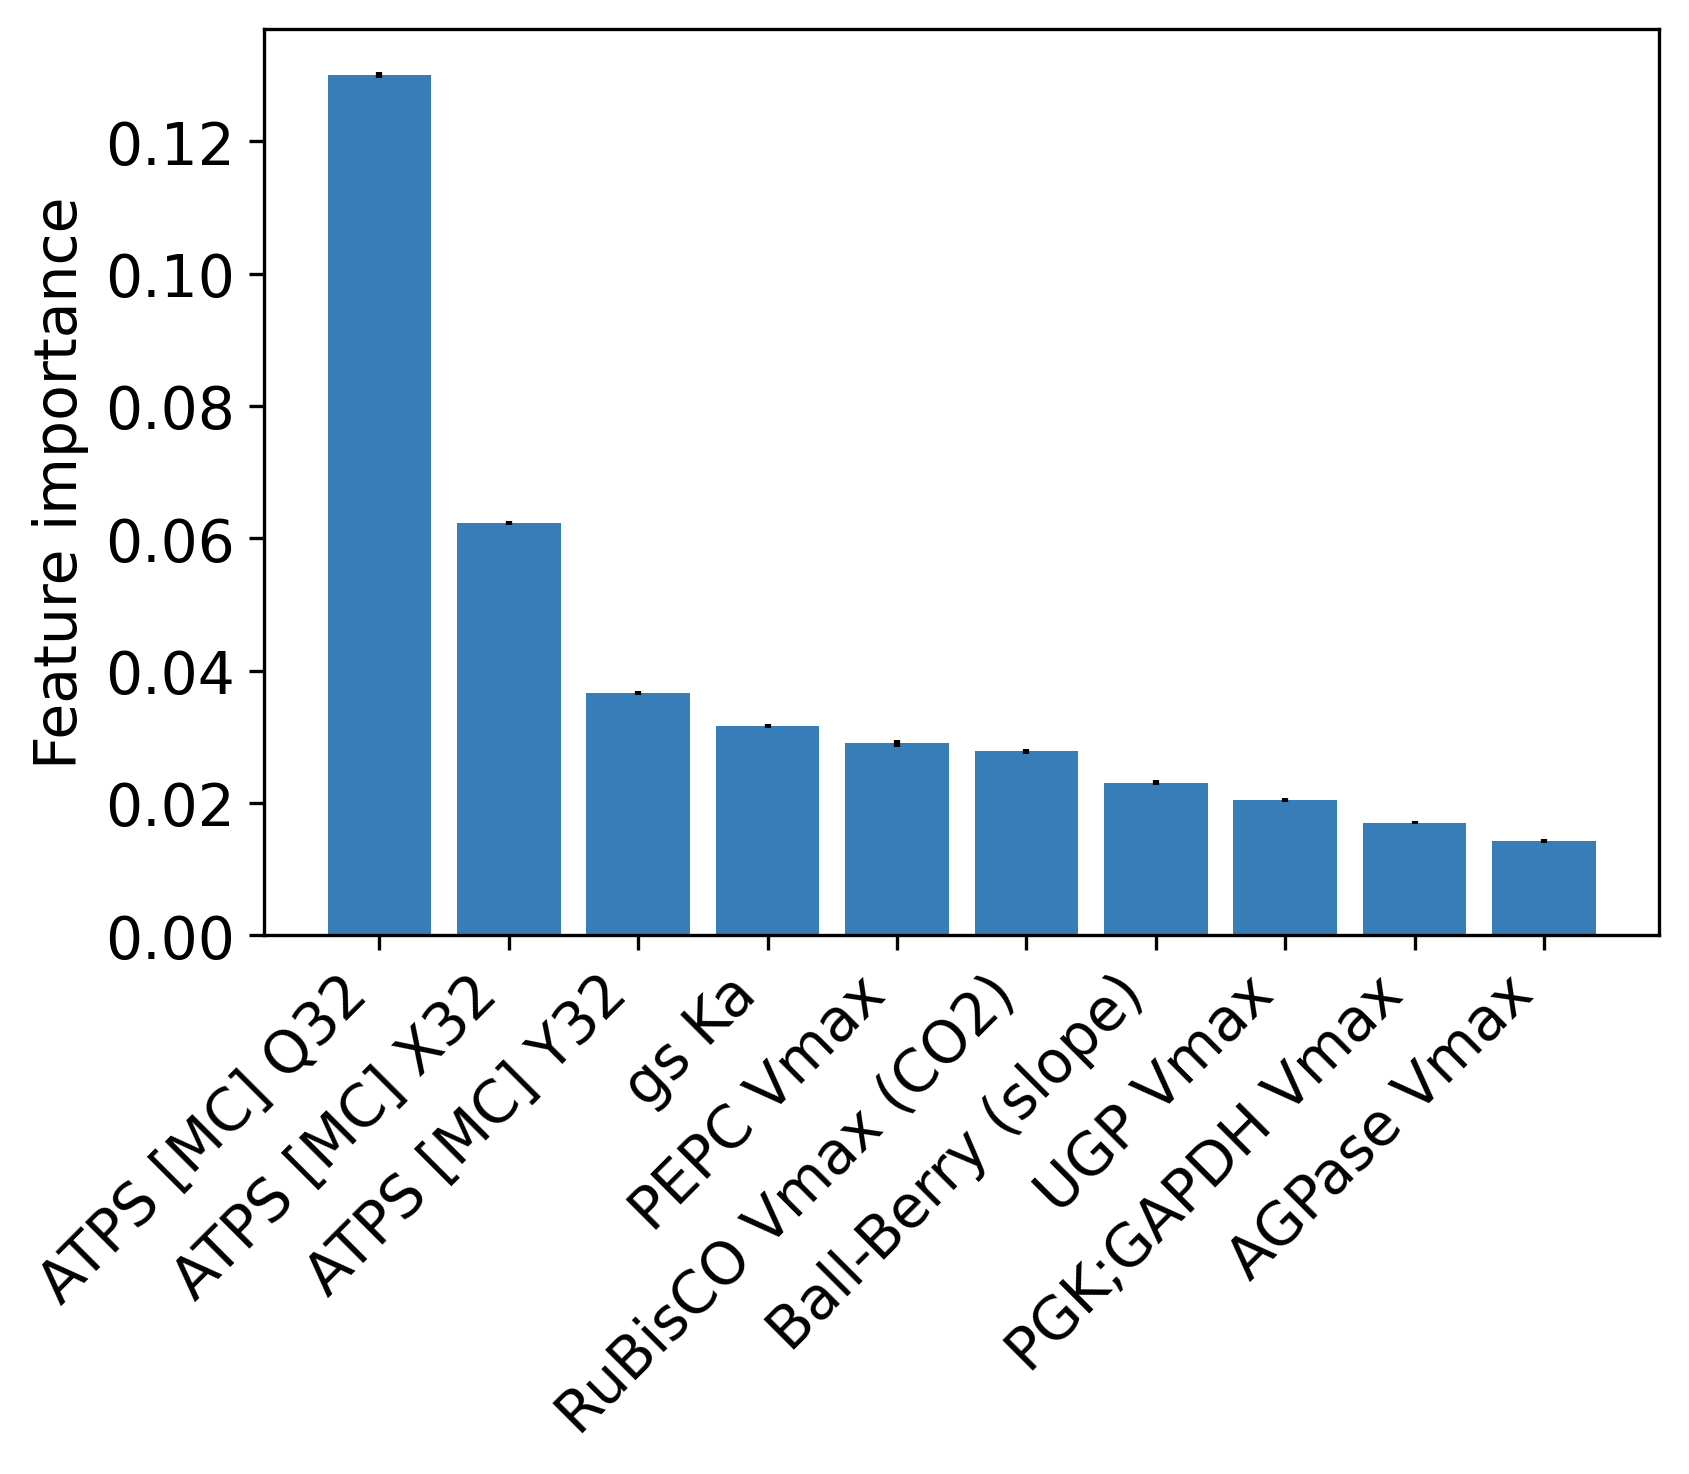 Feature importance
0.12
0.10
0.08
0.06
0.04
0.02
0.00
ATPS [MC] Q32
ATPS [MC] X32
ATPS [MC] Y32
gs Ka
PEPC Vmax
RuBisCO Vmax (CO2)
Ball-Berry (slope)
UGP Vmax
PGK;GAPDH Vmax
AGPase Vmax